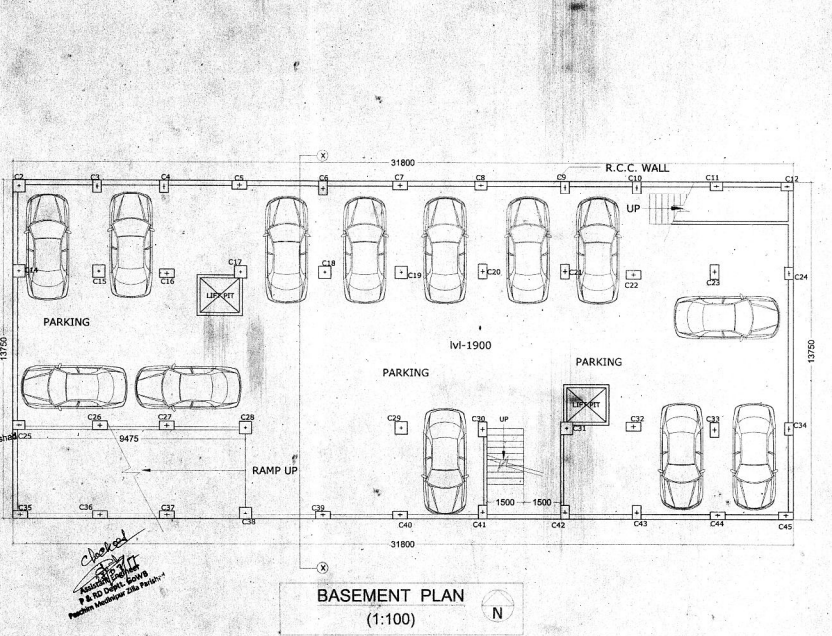 X
31800
R.C.C. WALL
C2 C3 C4 C5 C6 C7 C8 C9 C10 C11 C12
UP
C14 C15 C16 C17 C18 C19 C20 C21 C22 C23 C24
LIFT PIT
PARKING
lvl-1900
13750
13750
PARKING
PARKING
LIFT PIT
C25 C26 C27 C28 C29 C30 UP C31 C32 C33 C34
9475
RAMP UP
1500 1500
C35 C36 C37 C38 C39 C40 C41 C42 C43 C44 C45
31800
Checked
Assistant Engineer
P & RD Deptt. GoWB
Paschim Medinipur Zilla Parishad
X
BASEMENT PLAN
(1:100)
N